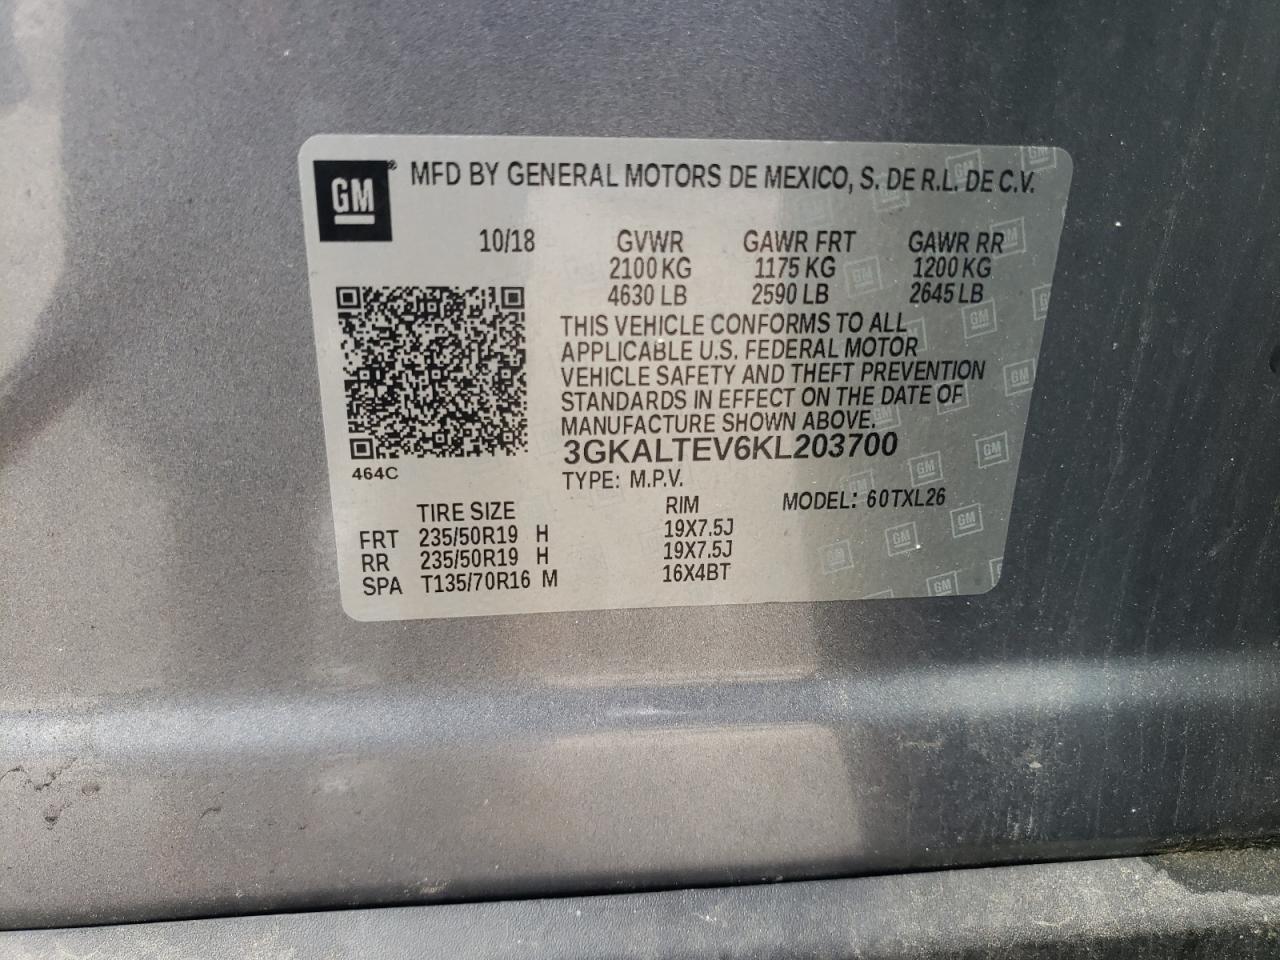 GM® MFD BY GENERAL MOTORS DE MEXICO, S. DE R.L. DE C.V.
10/18 GVWR GAWR FRT GAWR RR
2100 KG 1175 KG 1200 KG
4630 LB 2590 LB 2645 LB
THIS VEHICLE CONFORMS TO ALL
APPLICABLE U.S. FEDERAL MOTOR
VEHICLE SAFETY AND THEFT PREVENTION
STANDARDS IN EFFECT ON THE DATE OF
MANUFACTURE SHOWN ABOVE.
3GKALTEV6KL203700
464C
TYPE: M.P.V. MODEL: 60TXL26
TIRE SIZE RIM
FRT 235/50R19 H 19X7.5J
RR 235/50R19 H 19X7.5J
SPA T135/70R16 M 16X4BT